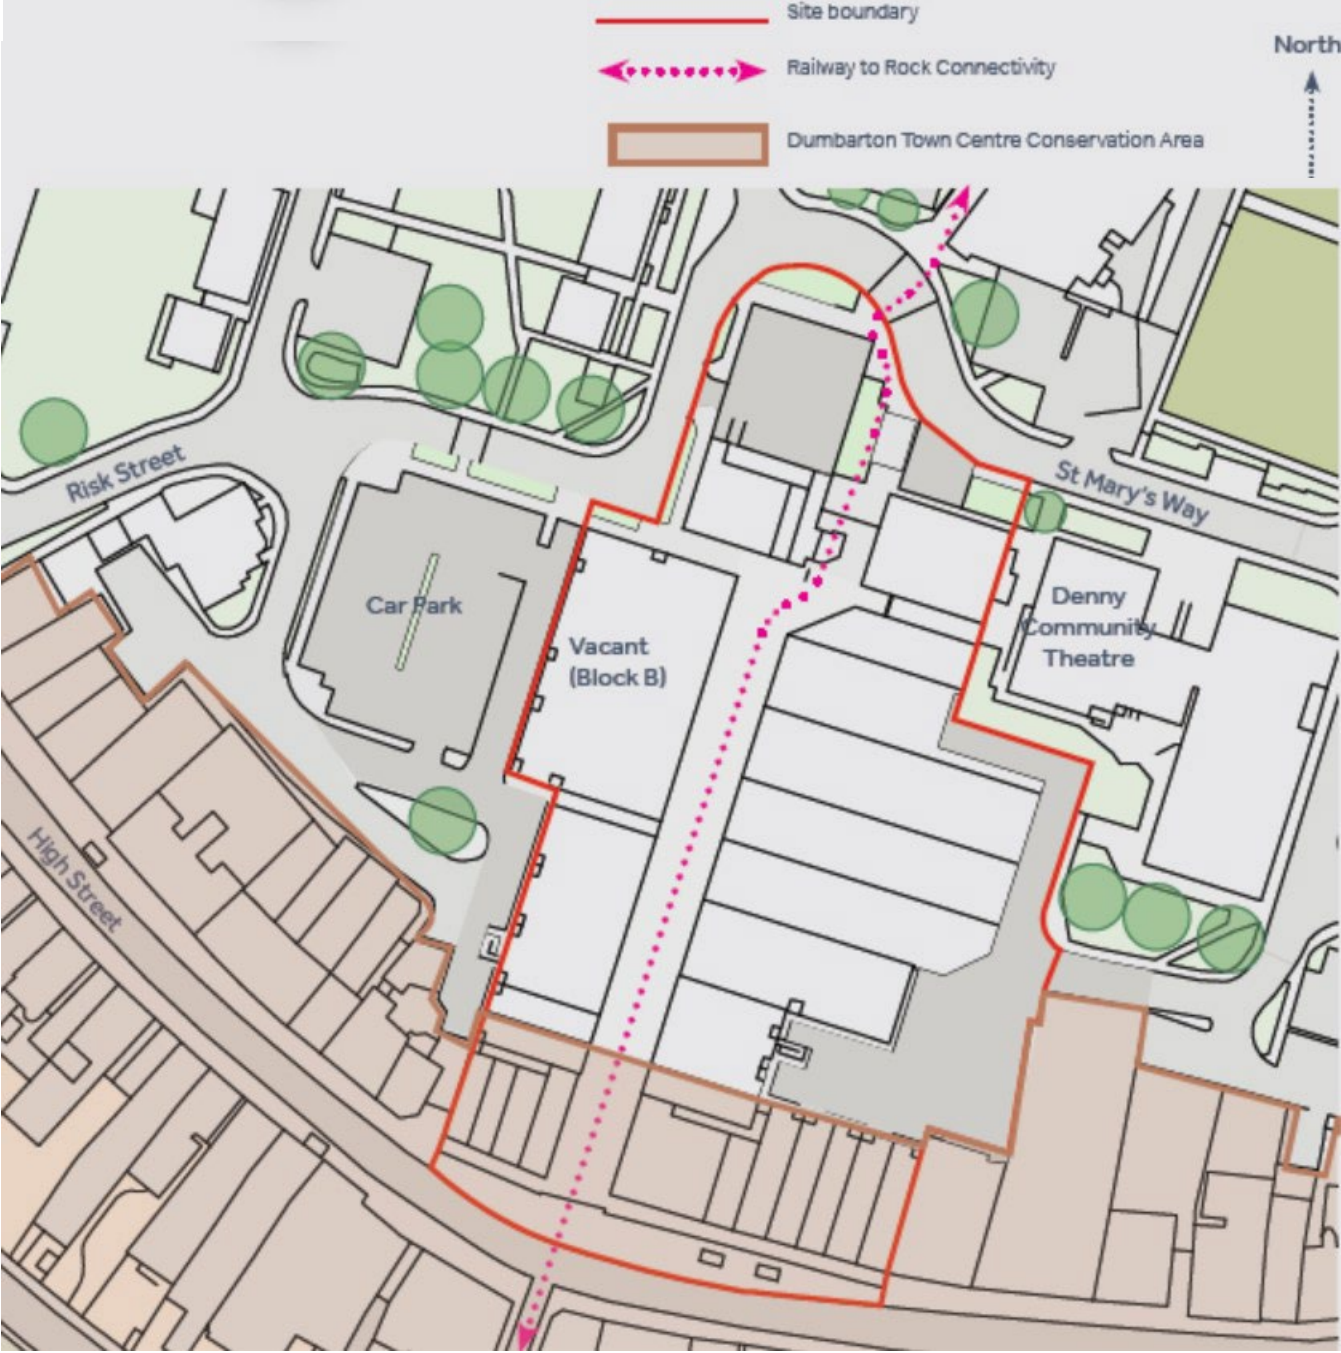 Site boundary
Railway to Rock Connectivity
North
Dumbarton Town Centre Conservation Area
Risk Street
St Mary's Way
Car Park
Denny
Community
Theatre
Vacant
(Block B)
High Street